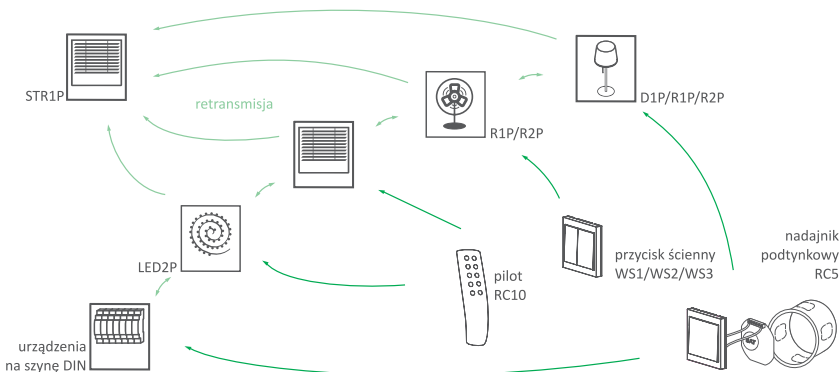 STR1P
retransmisja
R1P/R2P
D1P/R1P/R2P
LED2P
urządzenia
na szynę DIN
pilot
RC10
przycisk ścienny
WS1/WS2/WS3
nadajnik
podtynkowy
RC5